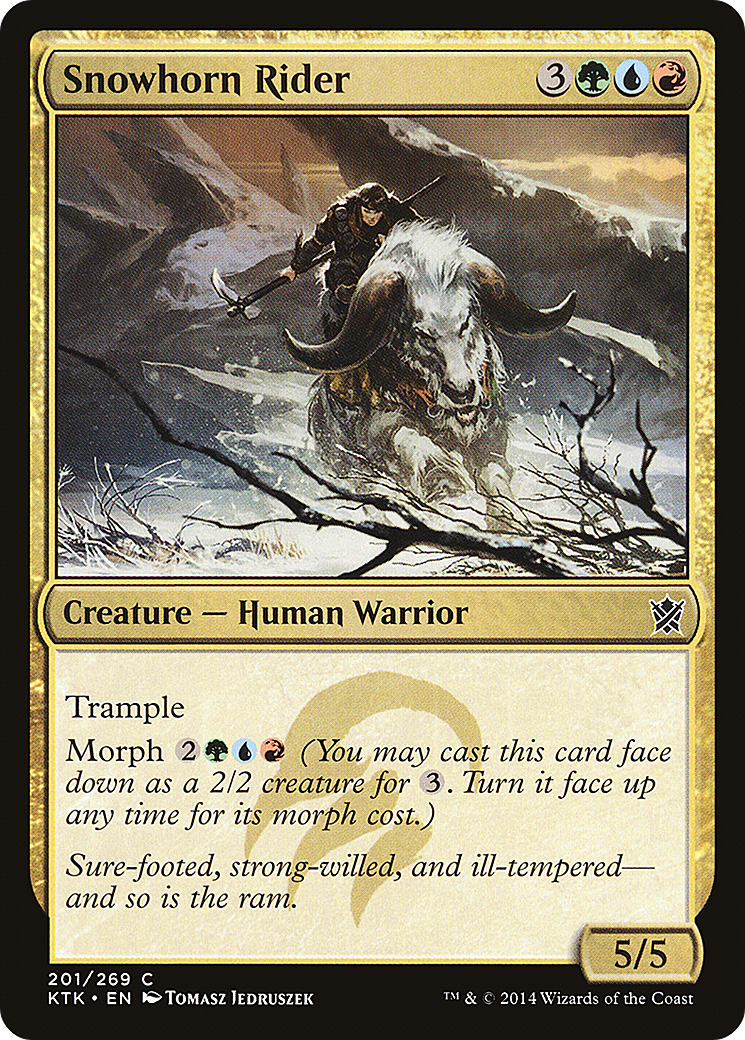 Snowhorn Rider 3
Creature — Human Warrior
Trample
Morph 2 (You may cast this card face
down as a 2/2 creature for 3. Turn it face up
any time for its morph cost.)
Sure-footed, strong-willed, and ill-tempered—
and so is the ram.
5/5
201/269 C
KTK • EN Tomasz Jedruszek
™ & © 2014 Wizards of the Coast